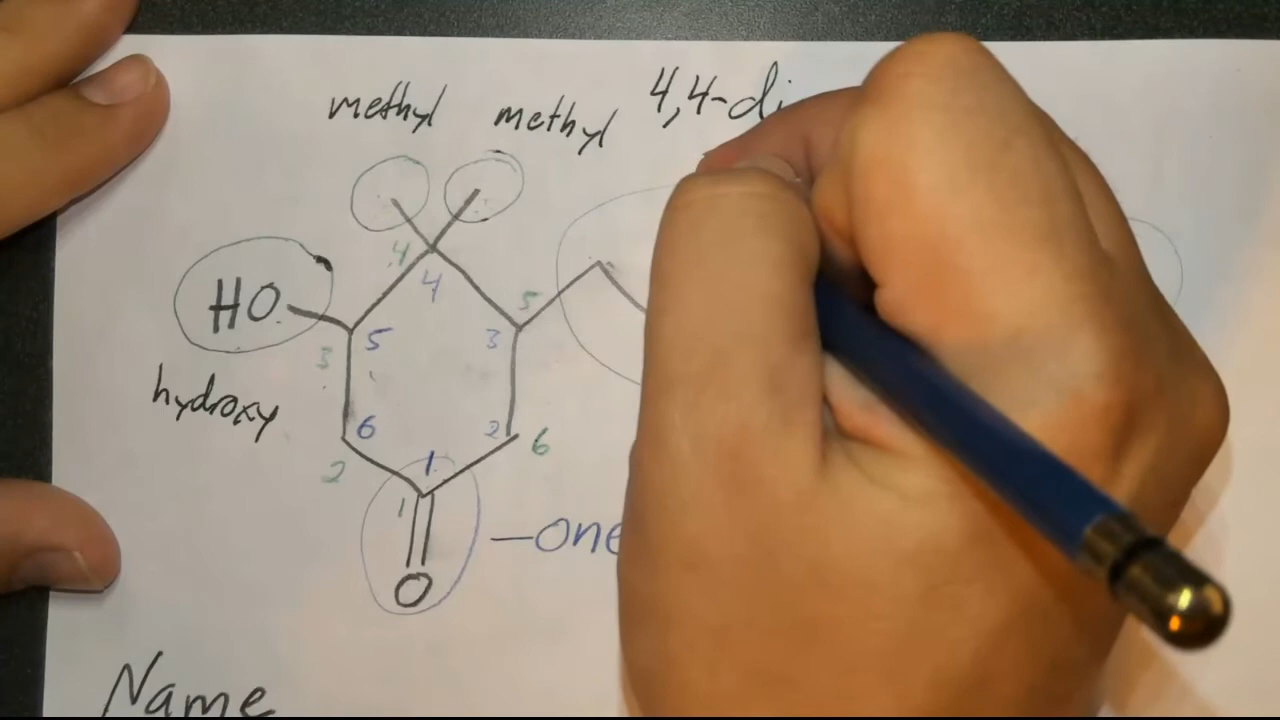 methyl methyl 4,4-di
4
4
HO 5
3 5 3
hydroxy
6 2 6
2 1
1
—one
O
Name